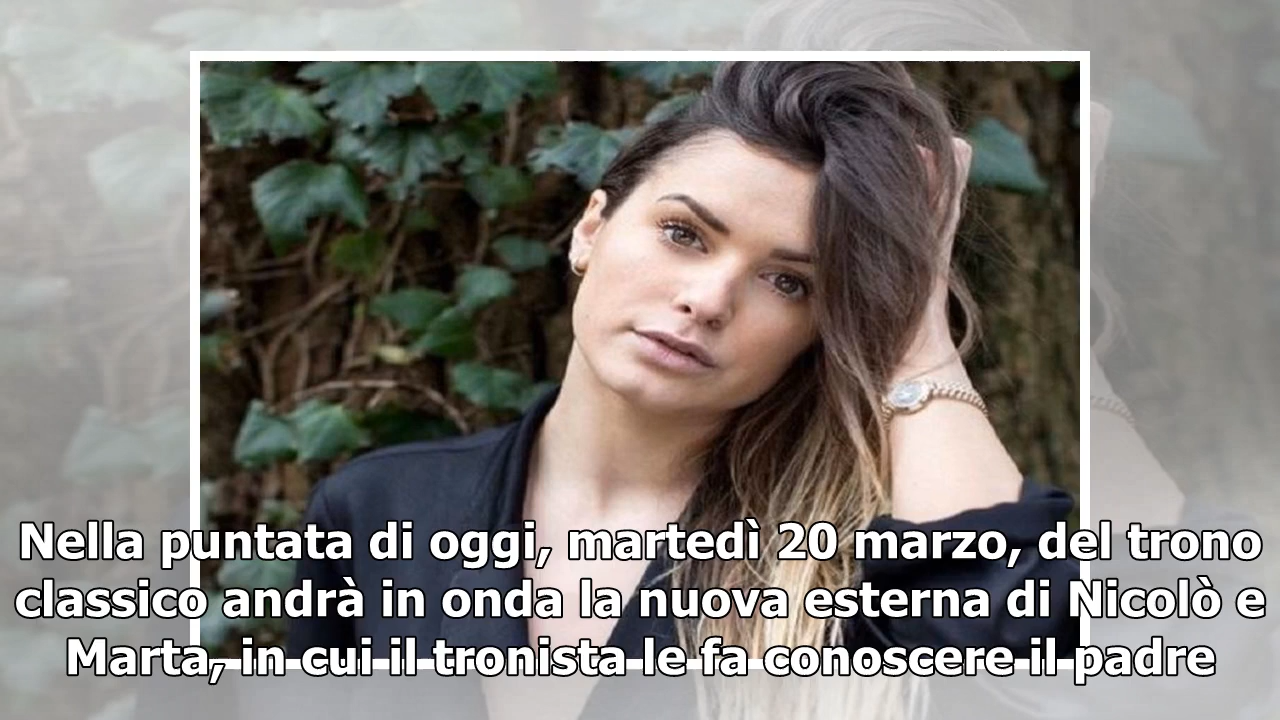 Nella puntata di oggi, martedì 20 marzo, del trono
classico andrà in onda la nuova esterna di Nicolò e
Marta, in cui il tronista le fa conoscere il padre